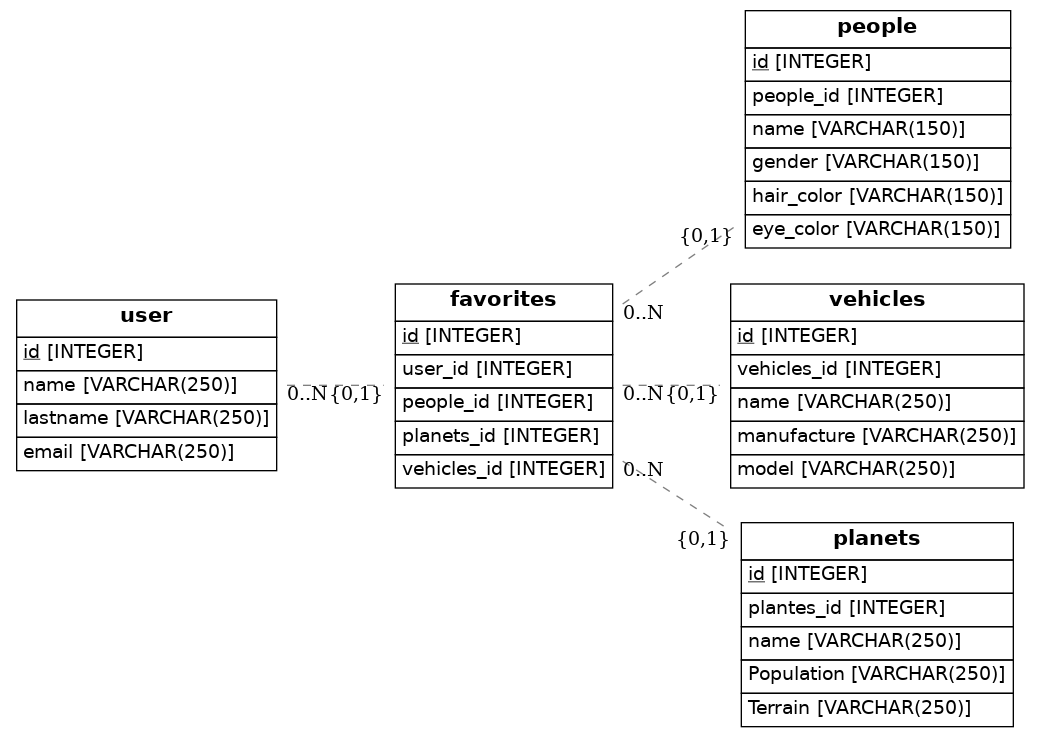 people
id [INTEGER]
people_id [INTEGER]
name [VARCHAR(150)]
gender [VARCHAR(150)]
hair_color [VARCHAR(150)]
eye_color [VARCHAR(150)]
{0,1}
0..N
user
id [INTEGER]
name [VARCHAR(250)]
lastname [VARCHAR(250)]
email [VARCHAR(250)]
0..N
{0,1}
favorites
id [INTEGER]
user_id [INTEGER]
people_id [INTEGER]
planets_id [INTEGER]
vehicles_id [INTEGER]
0..N
{0,1}
vehicles
id [INTEGER]
vehicles_id [INTEGER]
name [VARCHAR(250)]
manufacture [VARCHAR(250)]
model [VARCHAR(250)]
0..N
{0,1}
planets
id [INTEGER]
plantes_id [INTEGER]
name [VARCHAR(250)]
Population [VARCHAR(250)]
Terrain [VARCHAR(250)]